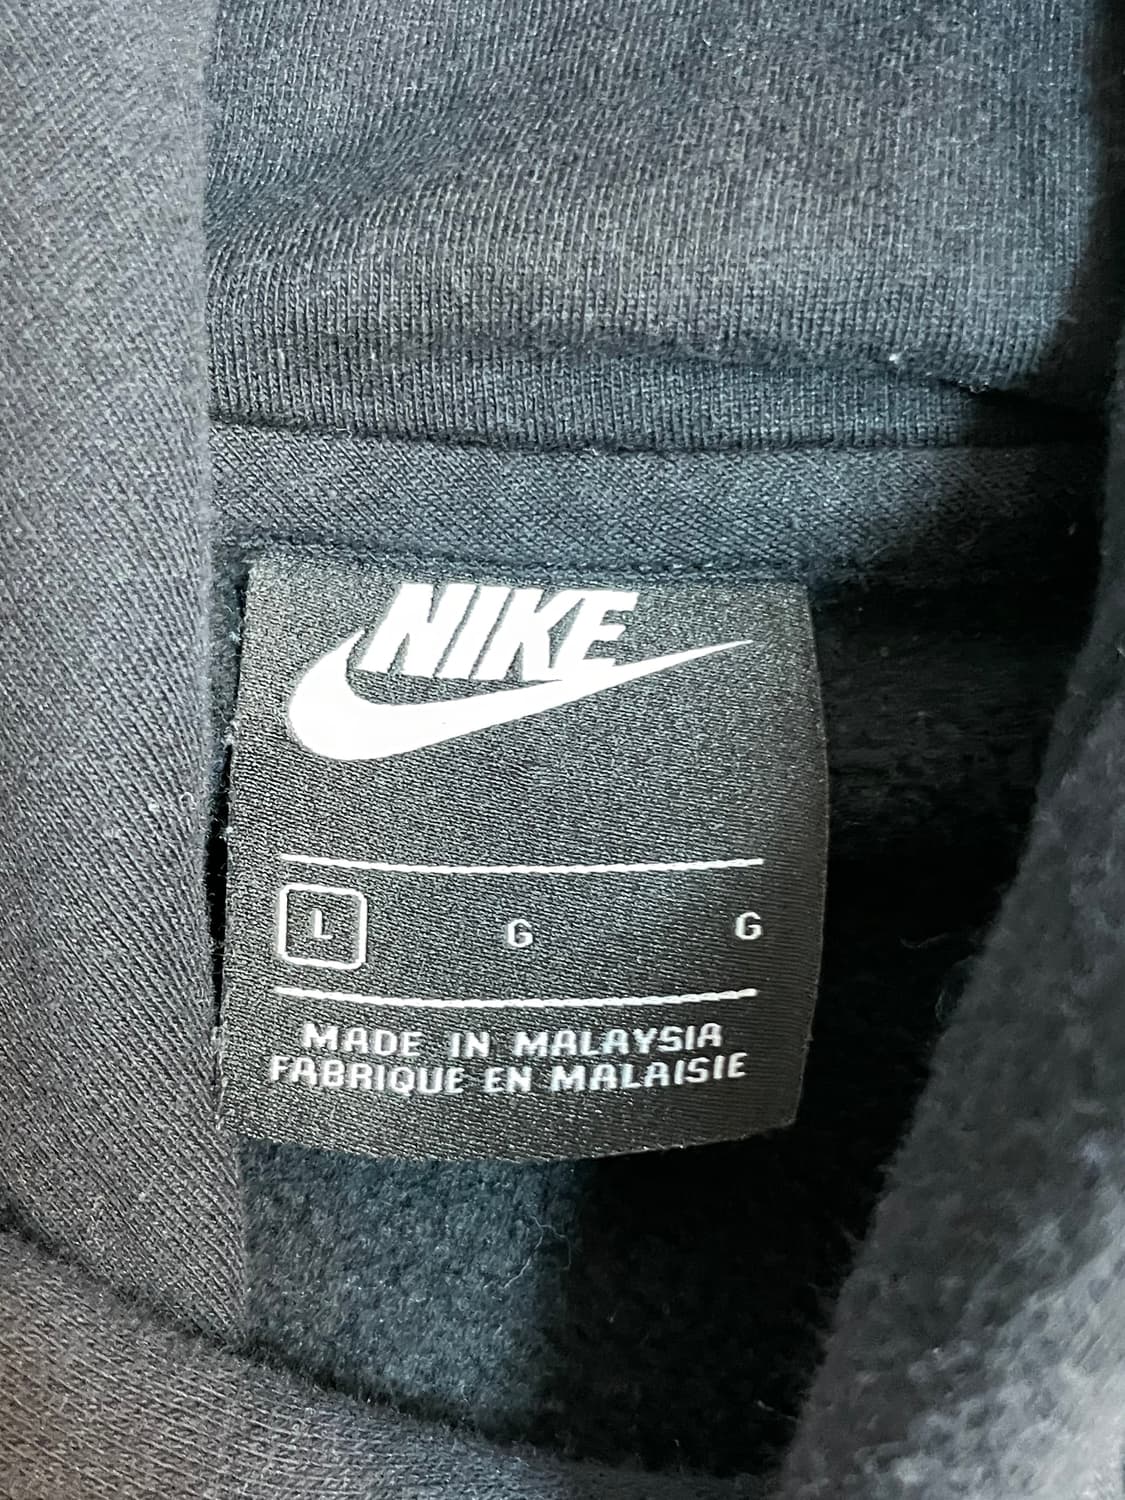 NIKE
L G G
MADE IN MALAYSIA
FABRIQUE EN MALAISIE